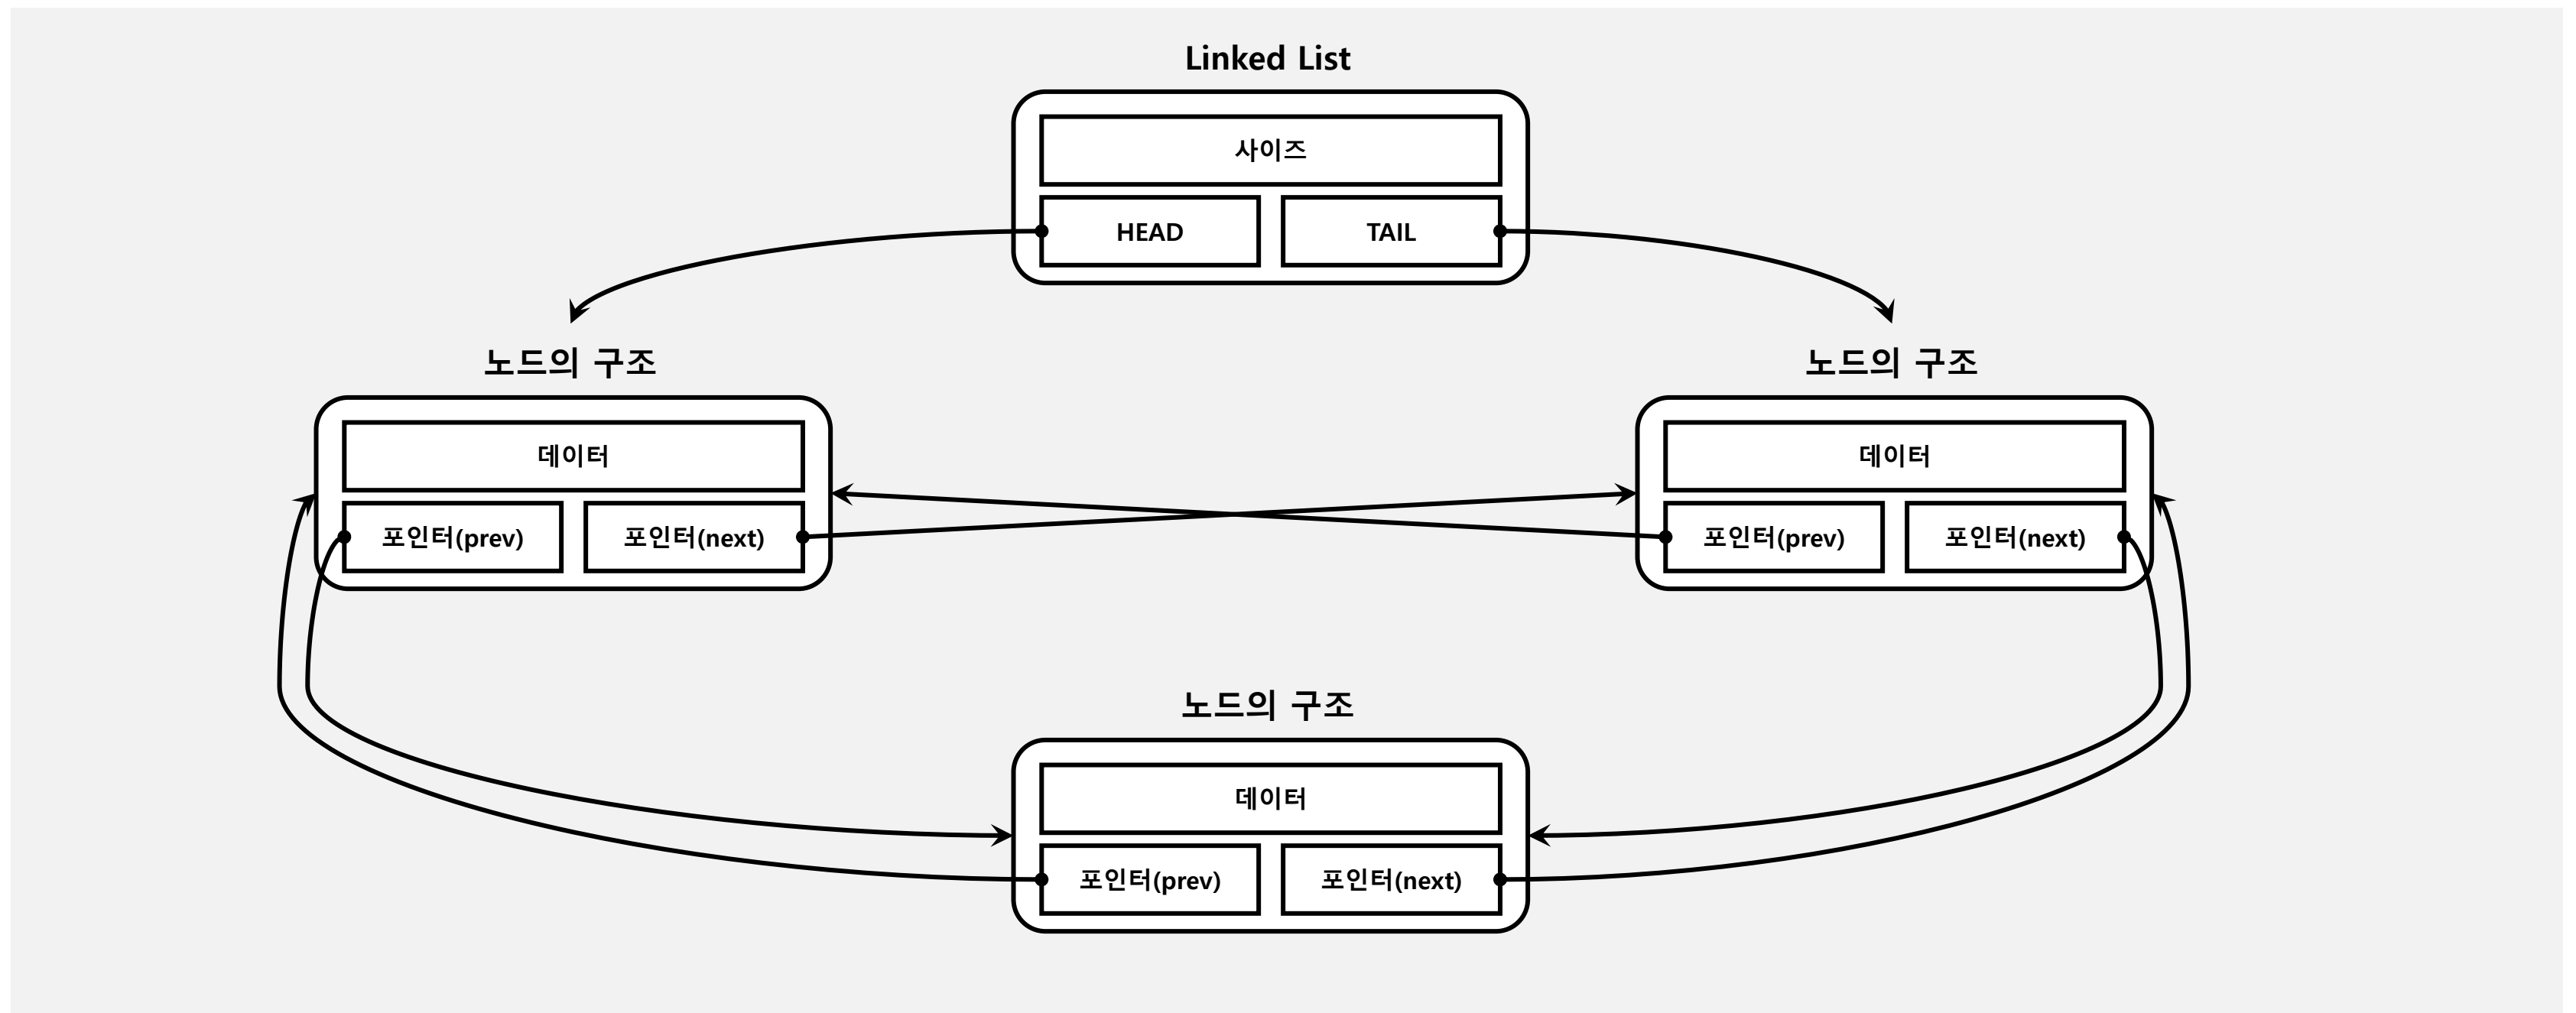 Linked List
사이즈
HEAD
TAIL
노드의 구조
노드의 구조
데이터
데이터
포인터(prev)
포인터(next)
포인터(prev)
포인터(next)
노드의 구조
데이터
포인터(prev)
포인터(next)